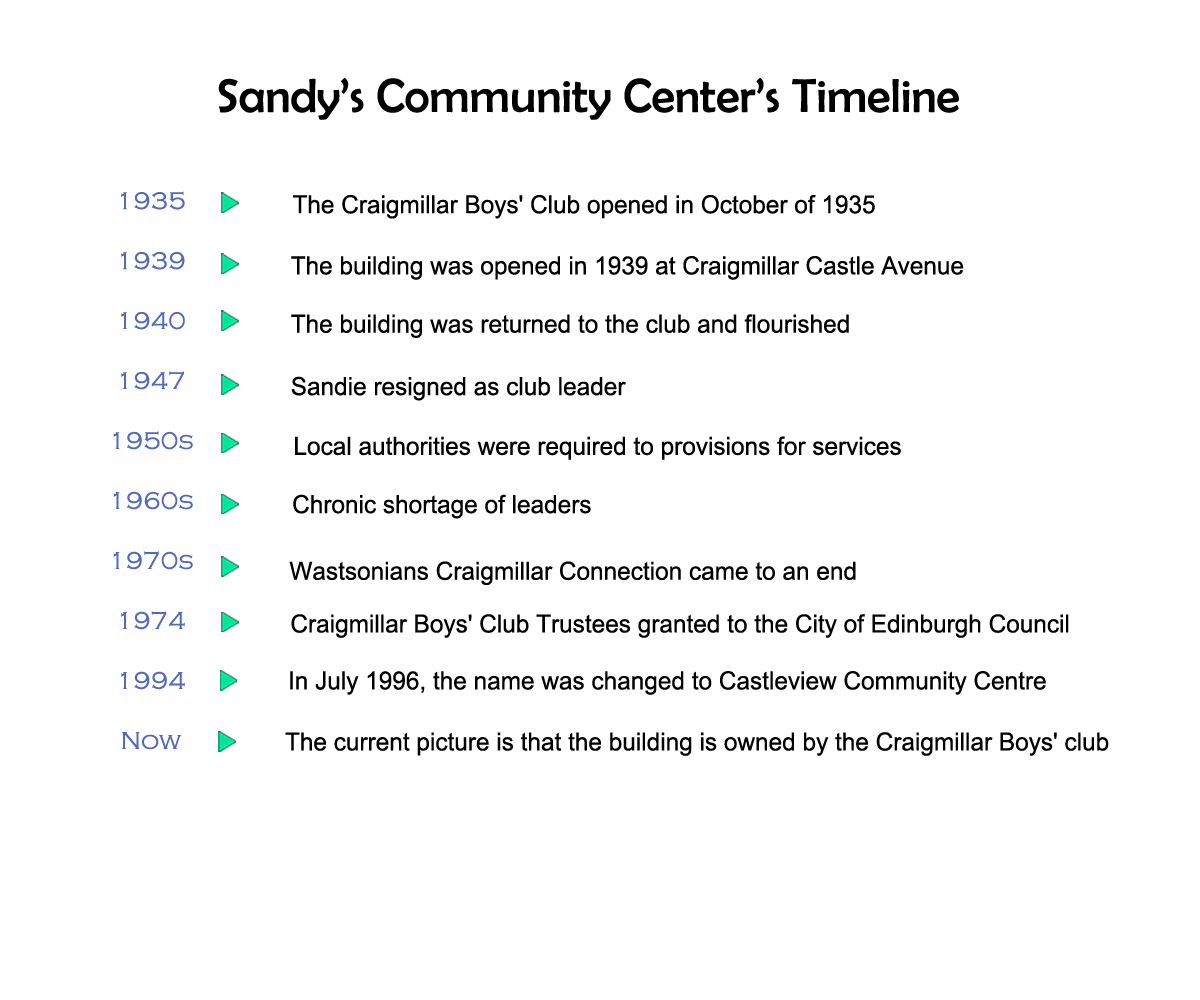 Sandy’s Community Center’s Timeline
1935 The Craigmillar Boys' Club opened in October of 1935
1939 The building was opened in 1939 at Craigmillar Castle Avenue
1940 The building was returned to the club and flourished
1947 Sandie resigned as club leader
1950s Local authorities were required to provisions for services
1960s Chronic shortage of leaders
1970s Wastsonians Craigmillar Connection came to an end
1974 Craigmillar Boys' Club Trustees granted to the City of Edinburgh Council
1994 In July 1996, the name was changed to Castleview Community Centre
Now The current picture is that the building is owned by the Craigmillar Boys' club